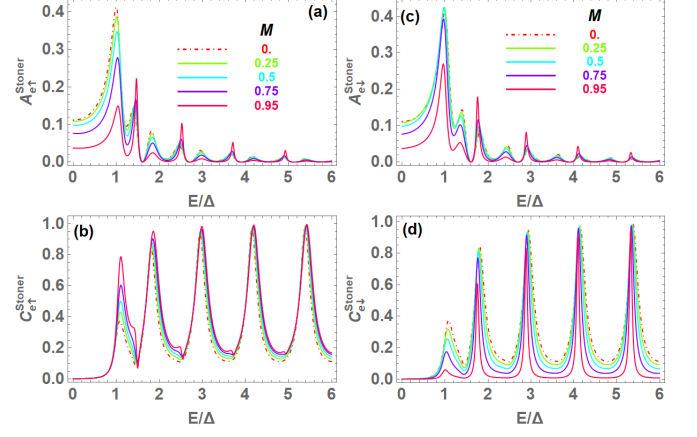 (a)
M
0.
0.25
0.5
0.75
0.95
A_{e↑}^{Stoner}
0.4
0.3
0.2
0.1
0.0
0 1 2 3 4 5 6
E/Δ
(c)
M
0.
0.25
0.5
0.75
0.95
A_{e↓}^{Stoner}
0.4
0.3
0.2
0.1
0.0
0 1 2 3 4 5 6
E/Δ
(b)
C_{e↑}^{Stoner}
1.0
0.8
0.6
0.4
0.2
0.0
0 1 2 3 4 5 6
E/Δ
(d)
C_{e↓}^{Stoner}
1.0
0.8
0.6
0.4
0.2
0.0
0 1 2 3 4 5 6
E/Δ